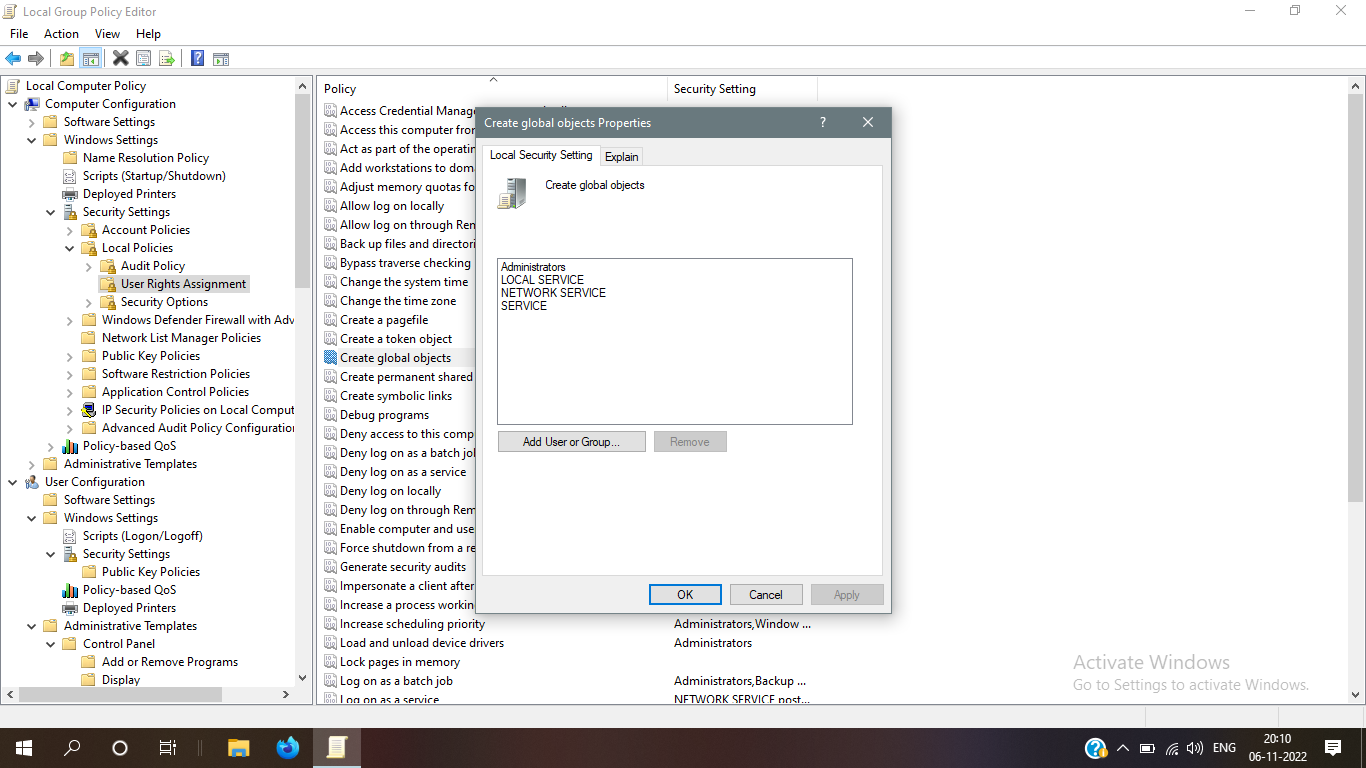 Local Group Policy Editor
File Action View Help
Local Computer Policy
Computer Configuration
Software Settings
Windows Settings
Name Resolution Policy
Scripts (Startup/Shutdown)
Deployed Printers
Security Settings
Account Policies
Local Policies
Audit Policy
User Rights Assignment
Security Options
Windows Defender Firewall with Adv
Network List Manager Policies
Public Key Policies
Software Restriction Policies
Application Control Policies
IP Security Policies on Local Comput
Advanced Audit Policy Configuration
Policy-based QoS
Administrative Templates
User Configuration
Software Settings
Windows Settings
Scripts (Logon/Logoff)
Security Settings
Public Key Policies
Policy-based QoS
Deployed Printers
Administrative Templates
Control Panel
Add or Remove Programs
Display
Policy Security Setting
Access Credential Manage
Access this computer fror
Act as part of the operatin
Add workstations to dom
Adjust memory quotas fo
Allow log on locally
Allow log on through Ren
Back up files and directori
Bypass traverse checking
Change the system time
Change the time zone
Create a pagefile
Create a token object
Create global objects
Create permanent shared
Create symbolic links
Debug programs
Deny access to this comp
Deny log on as a batch jol
Deny log on as a service
Deny log on locally
Deny log on through Rem
Enable computer and use
Force shutdown from a re
Generate security audits
Impersonate a client after
Increase a process workin
Increase scheduling priority Administrators,Window ...
Load and unload device drivers Administrators
Lock pages in memory
Log on as a batch job Administrators,Backup ...
Log on as a service NETWORK SERVICE post...
Create global objects Properties ?
Local Security Setting Explain
Create global objects
Administrators
LOCAL SERVICE
NETWORK SERVICE
SERVICE
Add User or Group... Remove
OK Cancel Apply
Activate Windows
Go to Settings to activate Windows.
ENG
20:10
06-11-2022